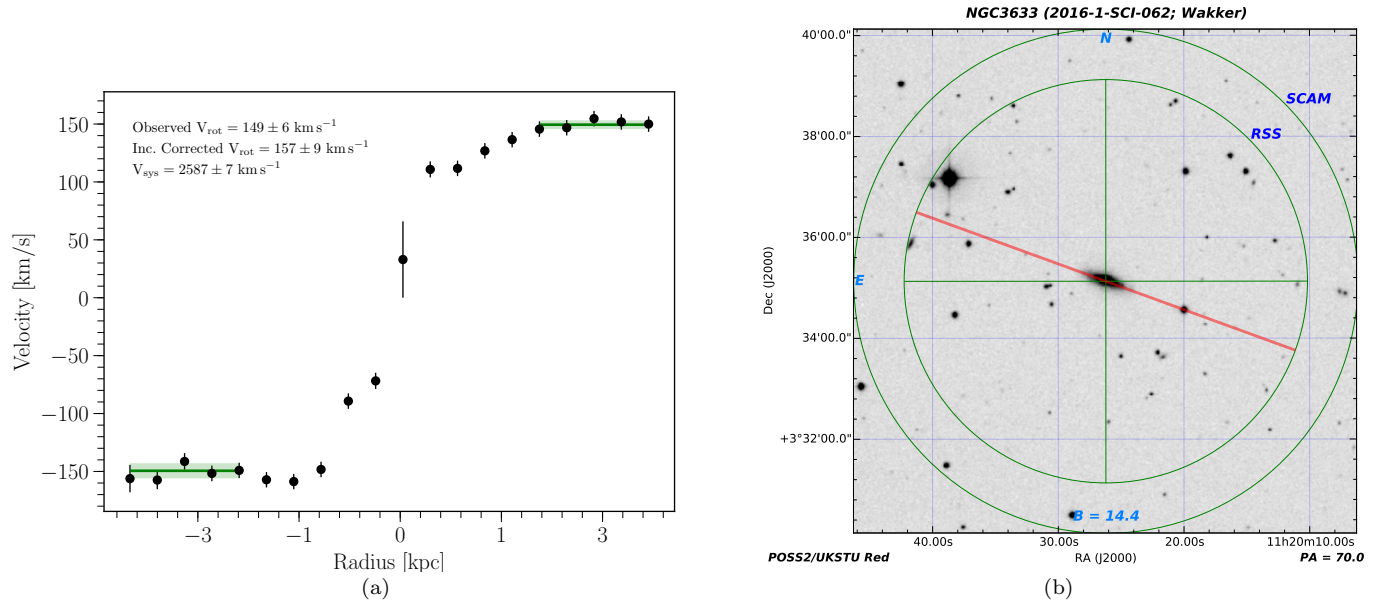 Observed V_rot = 149 ± 6 km s⁻¹
Inc. Corrected V_rot = 157 ± 9 km s⁻¹
V_sys = 2587 ± 7 km s⁻¹
Velocity [km/s]
150
100
50
0
−50
−100
−150
−3 −1 0 1 3
Radius [kpc]
(a)
NGC3633 (2016-1-SCI-062; Wakker)
40'00.0"
38'00.0"
36'00.0"
34'00.0"
+3°32'00.0"
Dec (J2000)
N
SCAM
RSS
E
B = 14.4
40.00s 30.00s 20.00s 11h20m10.00s
POSS2/UKSTU Red RA (J2000) PA = 70.0
(b)